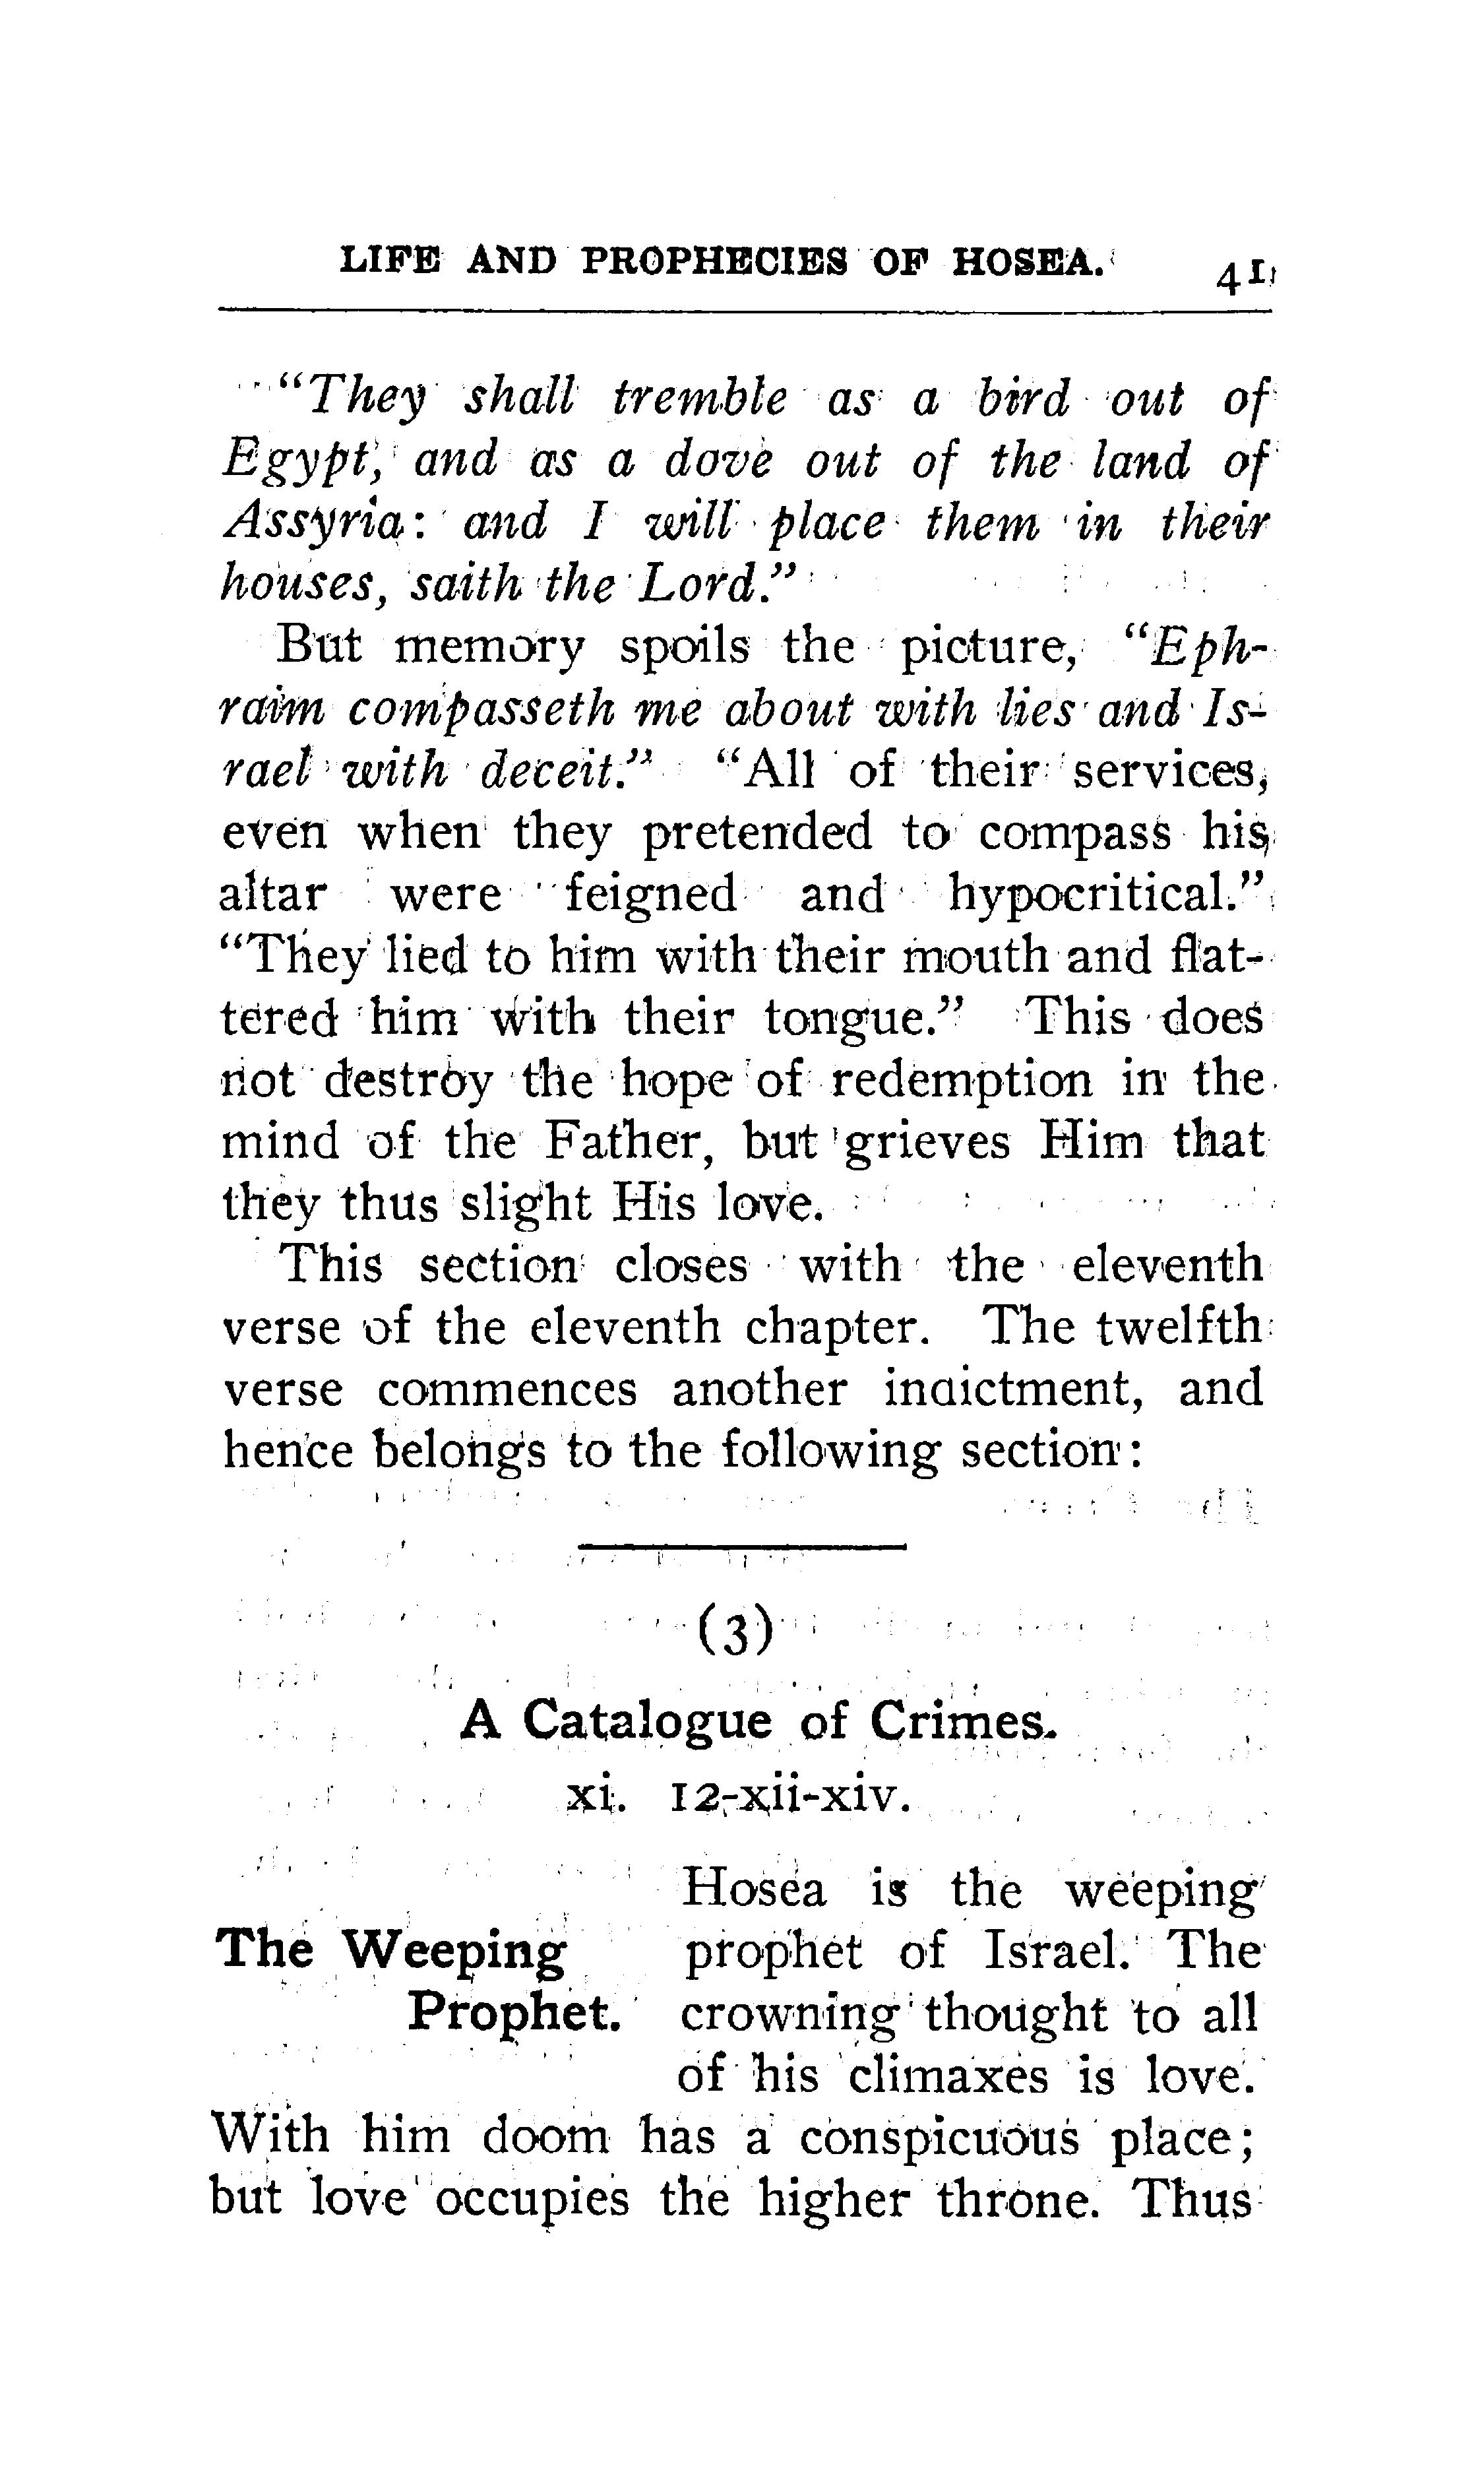 LIFE AND PROPHECIES OF HOSEA. 41
"They shall tremble as a bird out of
Egypt, and as a dove out of the land of
Assyria: and I will place them in their
houses, saith the Lord."
But memory spoils the picture, "Eph-
raim compasseth me about with lies and Is-
rael with deceit." "All of their services,
even when they pretended to compass his
altar were feigned and hypocritical."
"They lied to him with their mouth and flat-
tered him with their tongue." This does
not destroy the hope of redemption in the
mind of the Father, but grieves Him that
they thus slight His love.
This section closes with the eleventh
verse of the eleventh chapter. The twelfth
verse commences another indictment, and
hence belongs to the following section:
(3)
A Catalogue of Crimes.
xi. 12-xii-xiv.
The Weeping
Prophet.
Hosea is the weeping
prophet of Israel. The
crowning thought to all
of his climaxes is love.
With him doom has a conspicuous place;
but love occupies the higher throne. Thus